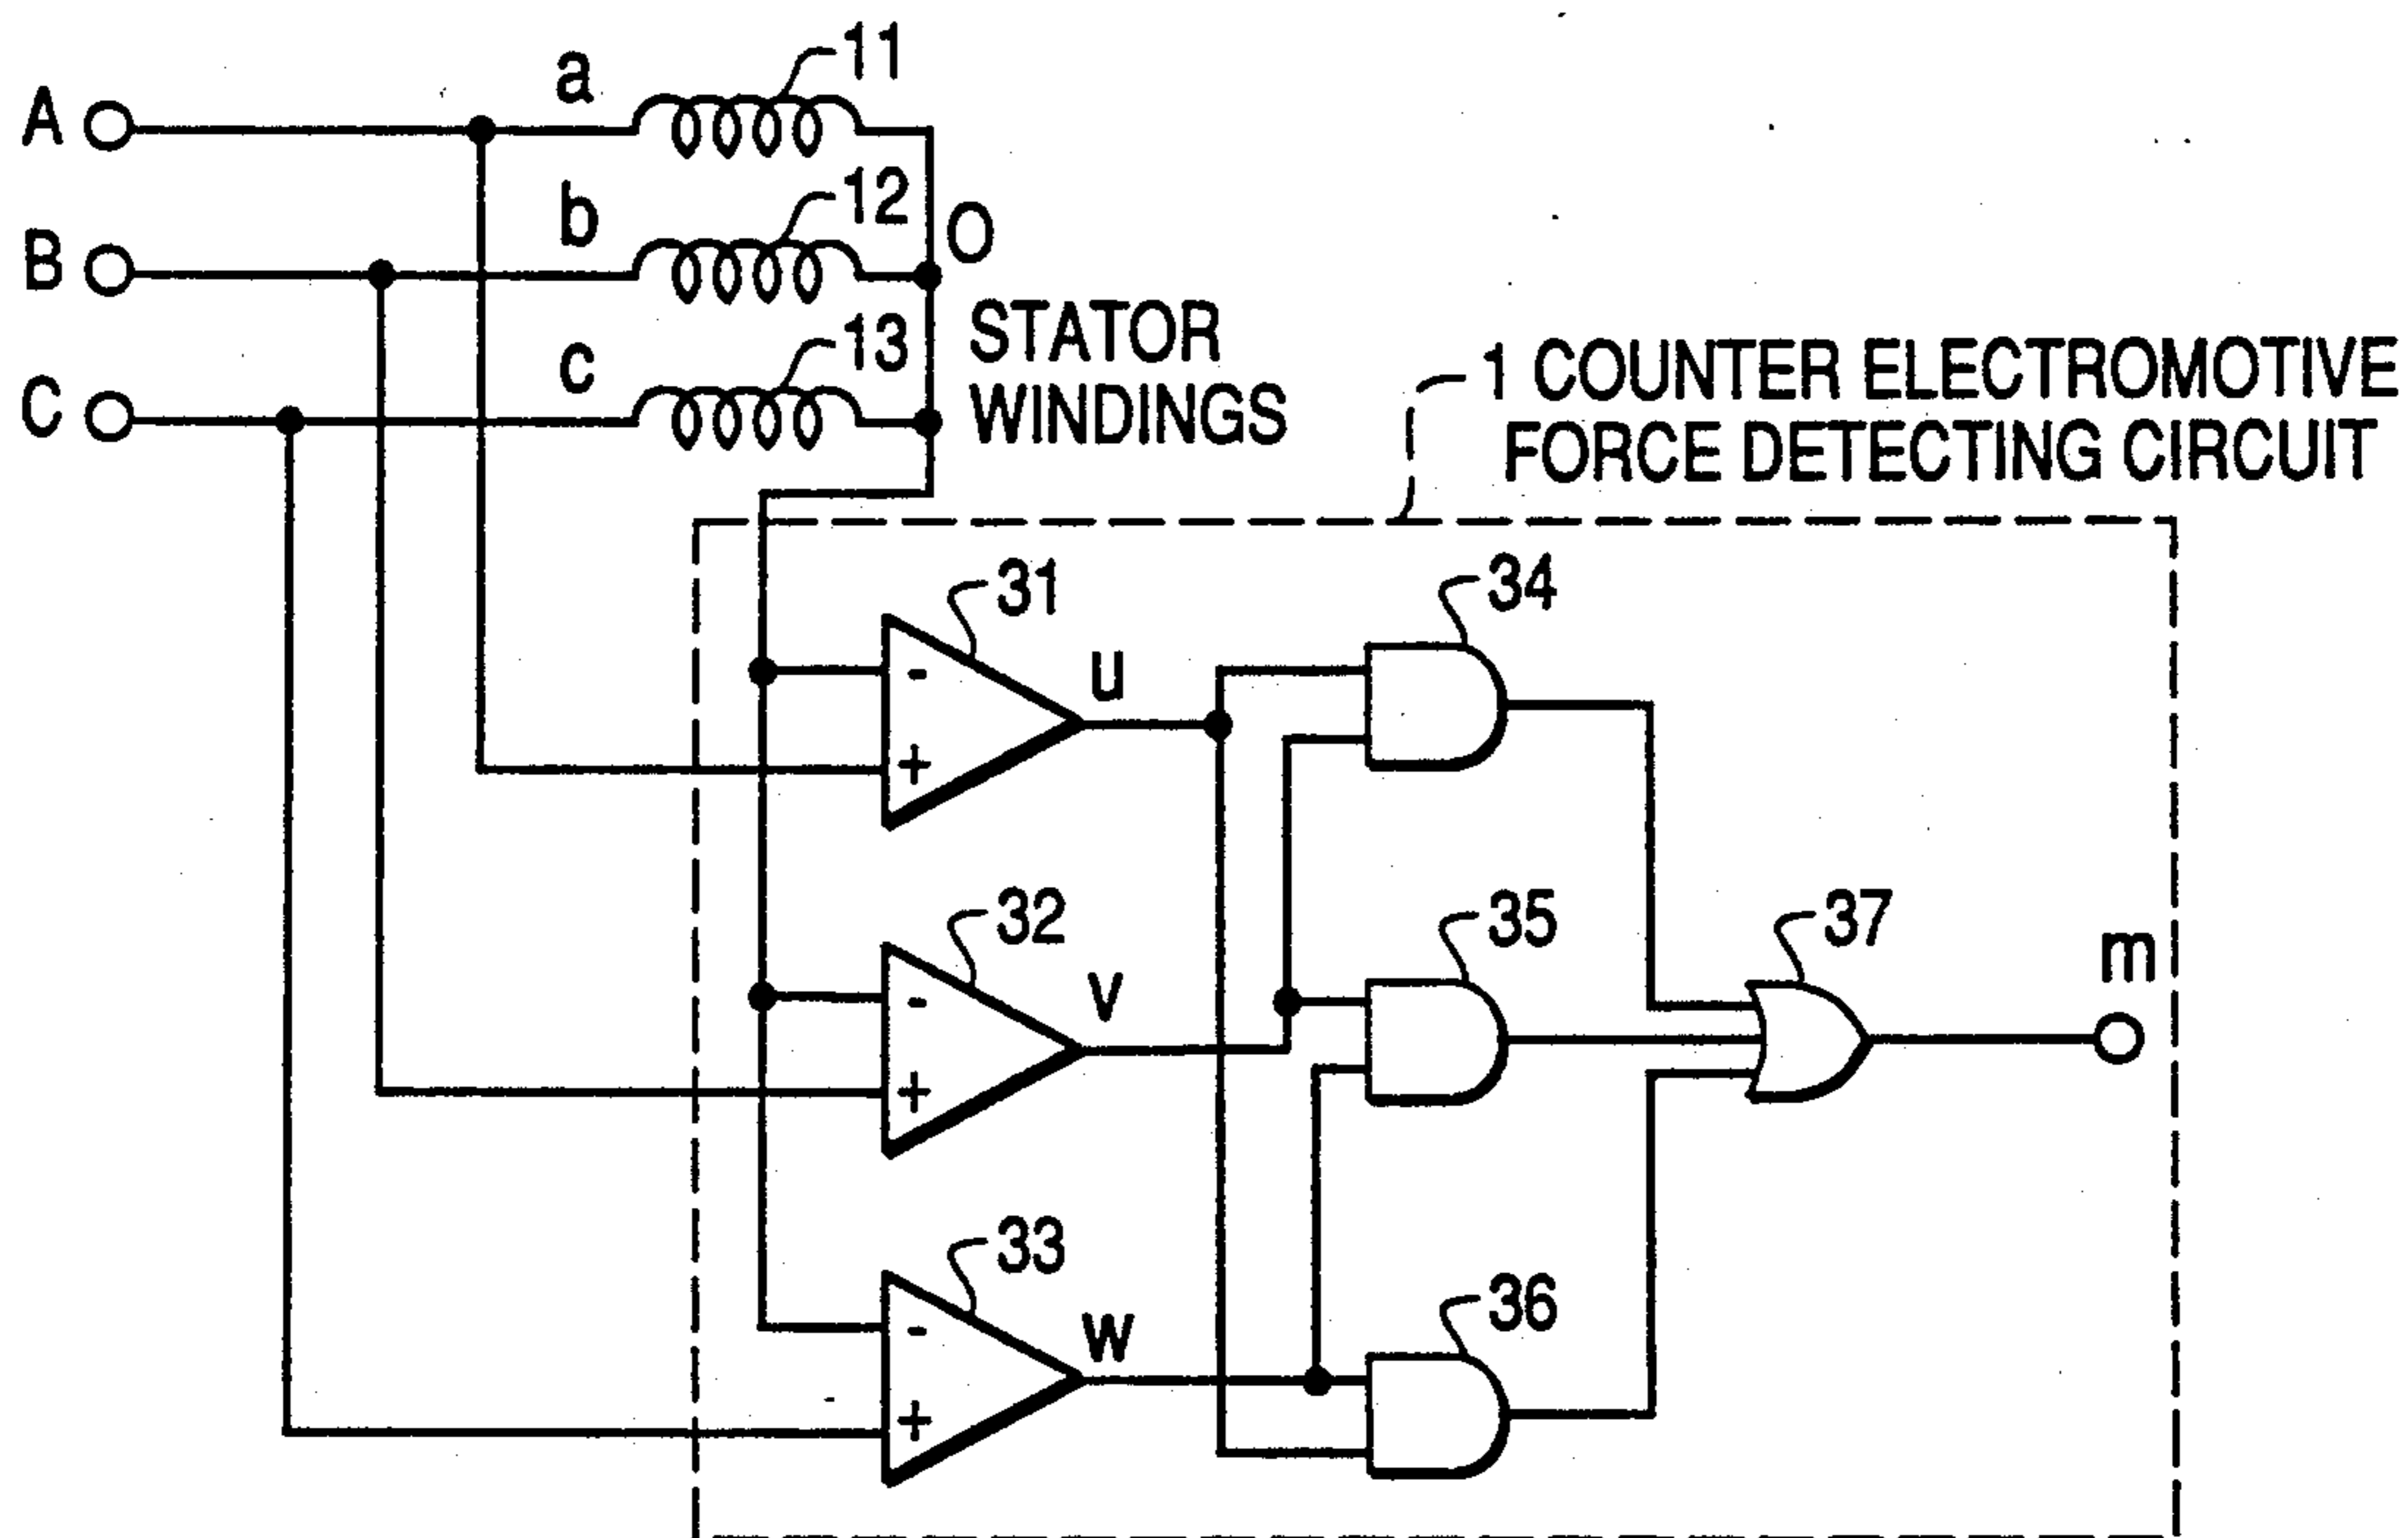 A
a
11
B
b
12
O
C
c
13
STATOR
WINDINGS
1 COUNTER ELECTROMOTIVE
FORCE DETECTING CIRCUIT
31
-
+
u
34
32
-
+
v
35
37
m
33
-
+
w
36